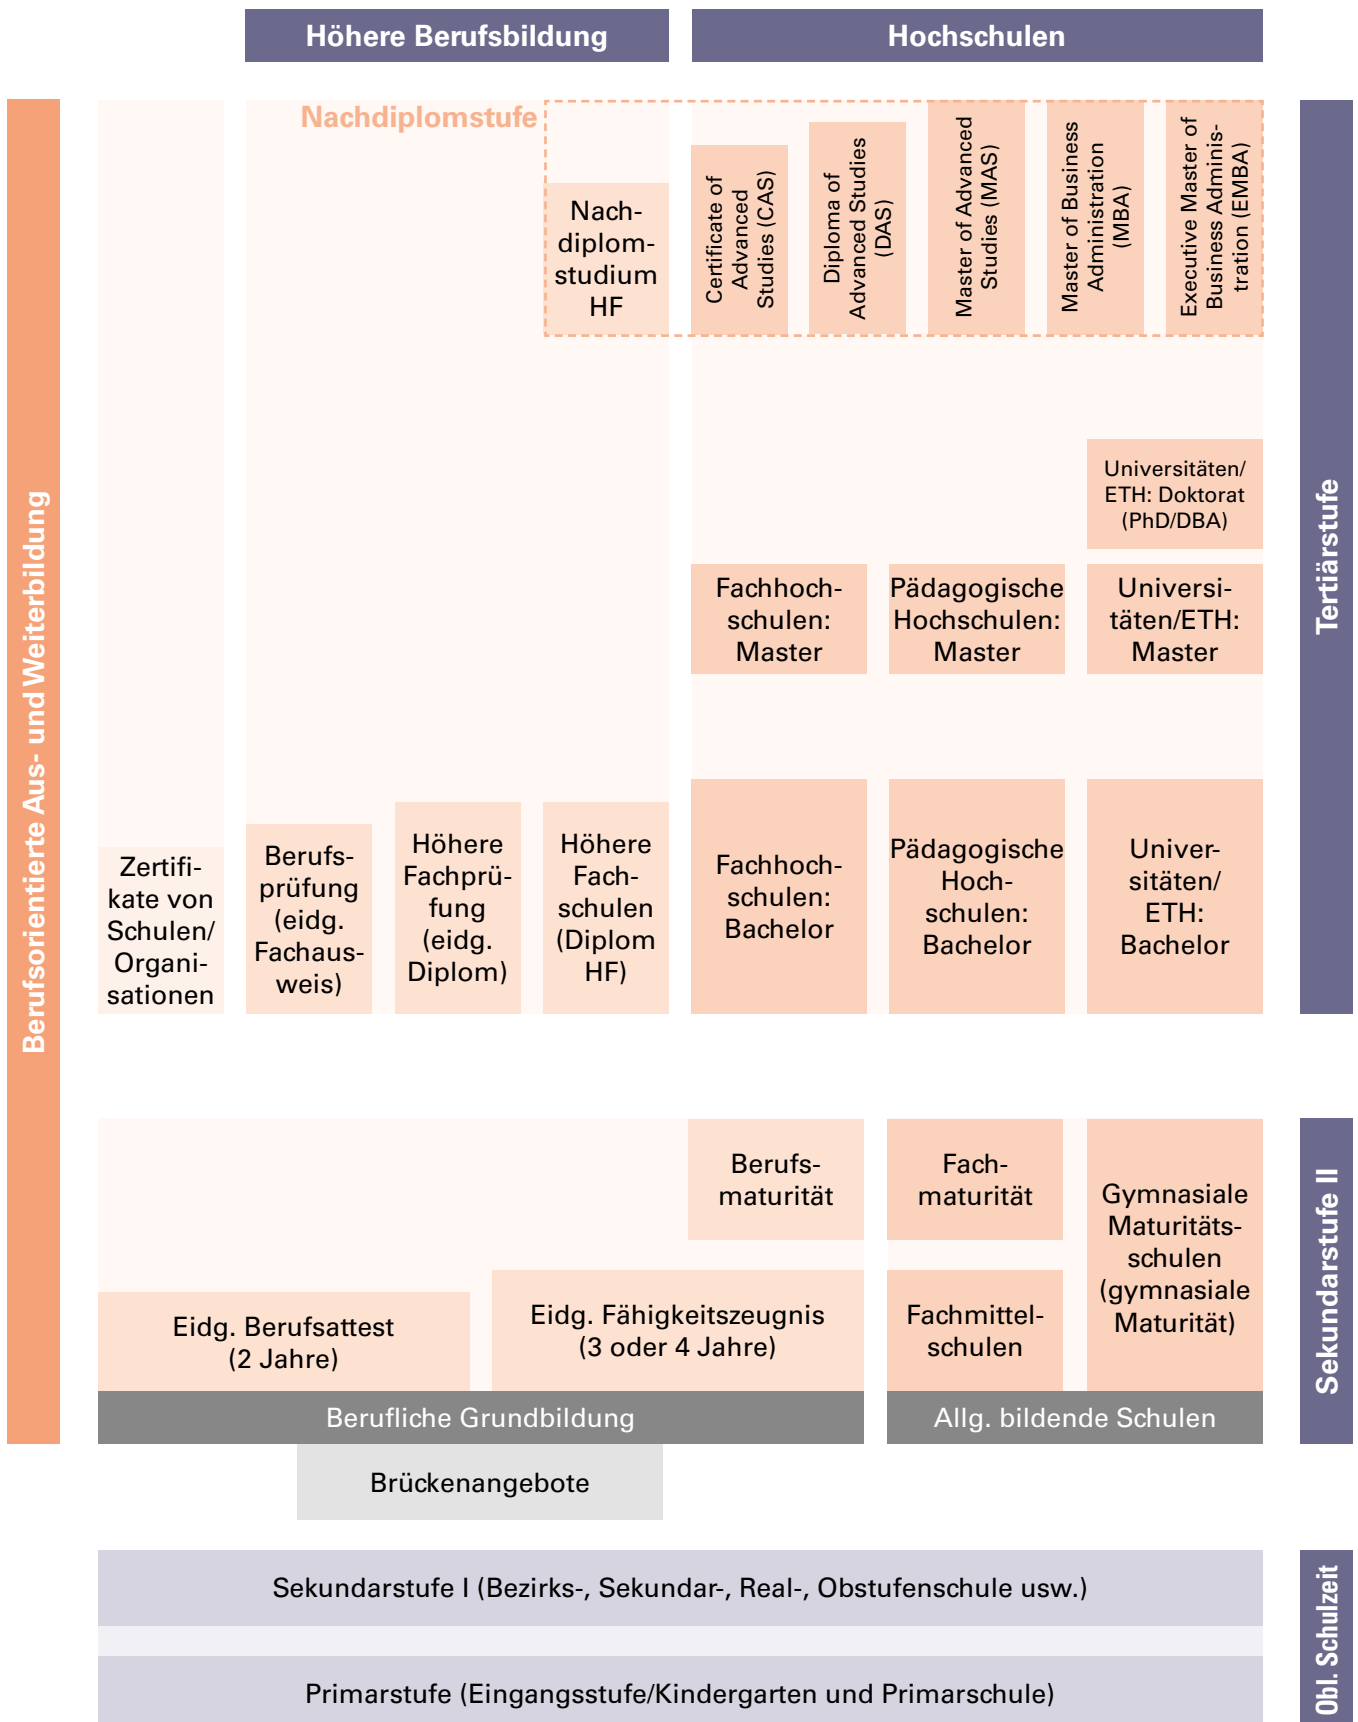 Höhere Berufsbildung
Hochschulen
Nachdiplomstufe
Nach-
diplom-
studium
HF
Certificate of
Advanced
Studies (CAS)
Diploma of
Advanced Studies
(DAS)
Master of Advanced
Studies (MAS)
Master of Business
Administration
(MBA)
Executive Master of
Business Adminis-
tration (EMBA)
Universitäten/
ETH: Doktorat
(PhD/DBA)
Fachhoch-
schulen:
Master
Pädagogische
Hochschulen:
Master
Universi-
täten/ETH:
Master
Zertifi-
kate von
Schulen/
Organi-
sationen
Berufs-
prüfung
(eidg.
Fachaus-
weis)
Höhere
Fachprü-
fung
(eidg.
Diplom)
Höhere
Fach-
schulen
(Diplom
HF)
Fachhoch-
schulen:
Bachelor
Pädagogische
Hoch-
schulen:
Bachelor
Univer-
sitäten/
ETH:
Bachelor
Tertiärstufe
Berufsorientierte Aus- und Weiterbildung
Berufs-
maturität
Fach-
maturität
Gymnasiale
Maturitäts-
schulen
(gymnasiale
Maturität)
Eidg. Berufsattest
(2 Jahre)
Eidg. Fähigkeitszeugnis
(3 oder 4 Jahre)
Fachmittel-
schulen
Sekundarstufe II
Berufliche Grundbildung
Allg. bildende Schulen
Brückenangebote
Sekundarstufe I (Bezirks-, Sekundar-, Real-, Obstufenschule usw.)
Primarstufe (Eingangsstufe/Kindergarten und Primarschule)
Obl. Schulzeit